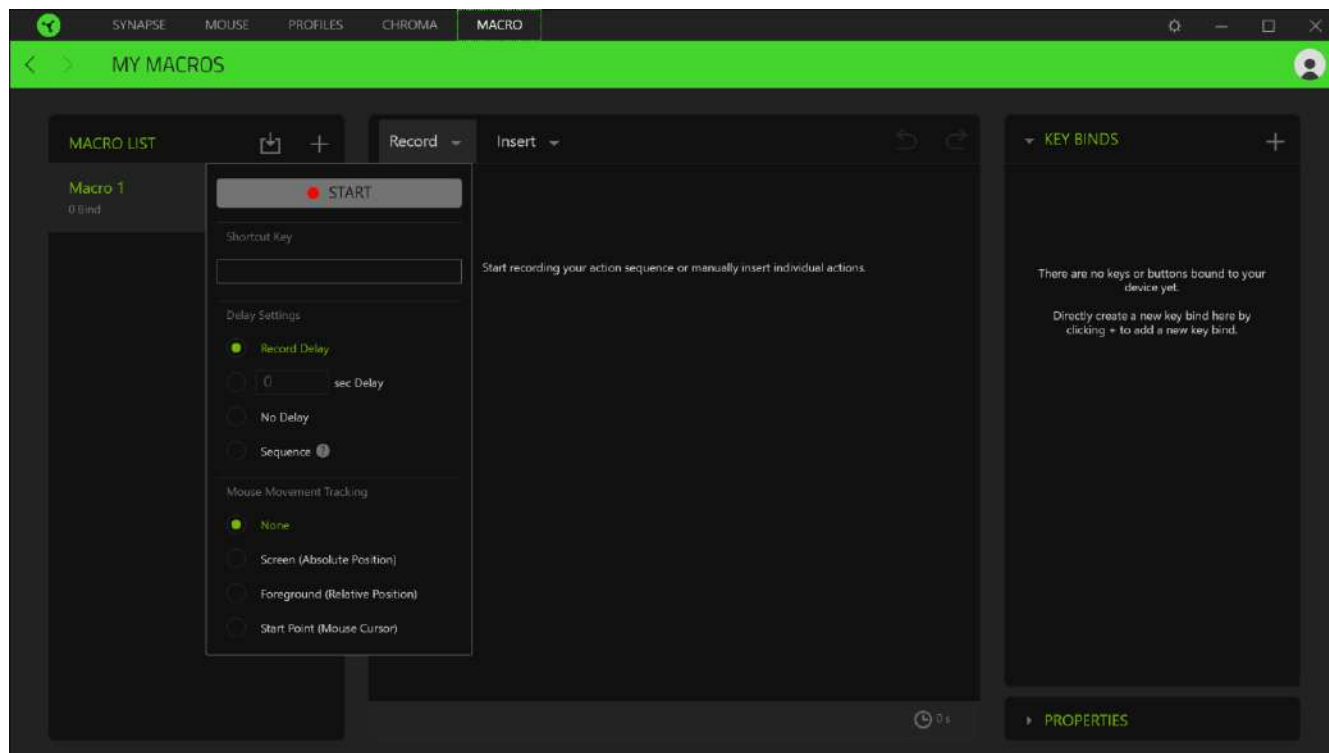 SYNAPSE MOUSE PROFILES CHROMA MACRO
MY MACROS
MACRO LIST
Record Insert
KEY BINDS
Macro 1
0 Bind
START
Shortcut Key
Start recording your action sequence or manually insert individual actions.
There are no keys or buttons bound to your
device yet.
Directly create a new key bind here by
clicking + to add a new key bind.
Delay Settings
Record Delay
0 sec Delay
No Delay
Sequence ?
Mouse Movement Tracking
None
Screen (Absolute Position)
Foreground (Relative Position)
Start Point (Mouse Cursor)
0 s
PROPERTIES